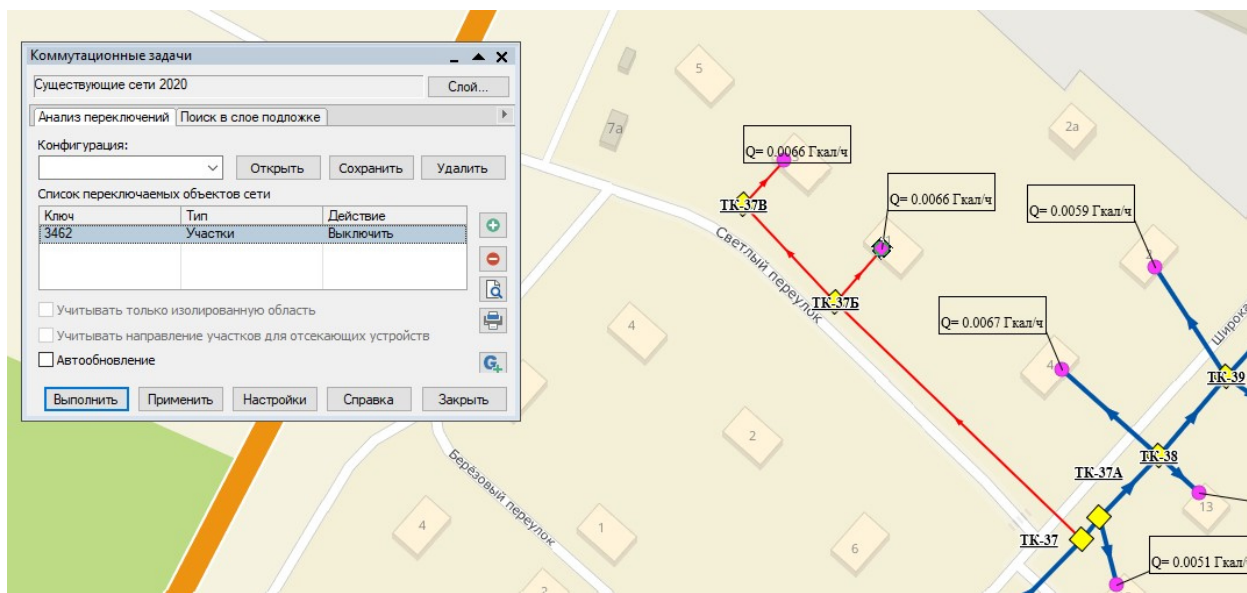 Коммутационные задачи
Существующие сети 2020
Слой...
Анализ переключений
Поиск в слое подложке
Конфигурация:
Открыть
Сохранить
Удалить
Список переключаемых объектов сети
Ключ Тип Действие
3462 Участки Выключить
Учитывать только изолированную область
Учитывать направление участков для отсекающих устройств
Автообновление
Выполнить
Применить
Настройки
Справка
Закрыть
5
7а
2а
Q= 0.0066 Гкал/ч
ТК-37В
Q= 0.0066 Гкал/ч
Q= 0.0059 Гкал/ч
Светлый переулок
ТК-37Б
4
Q= 0.0067 Гкал/ч
4
Широка
ТК-39
2
ТК-38
ТК-37А
Берёзовый переулок
13
4
1
6
ТК-37
Q= 0.0051 Гкал/ч
2